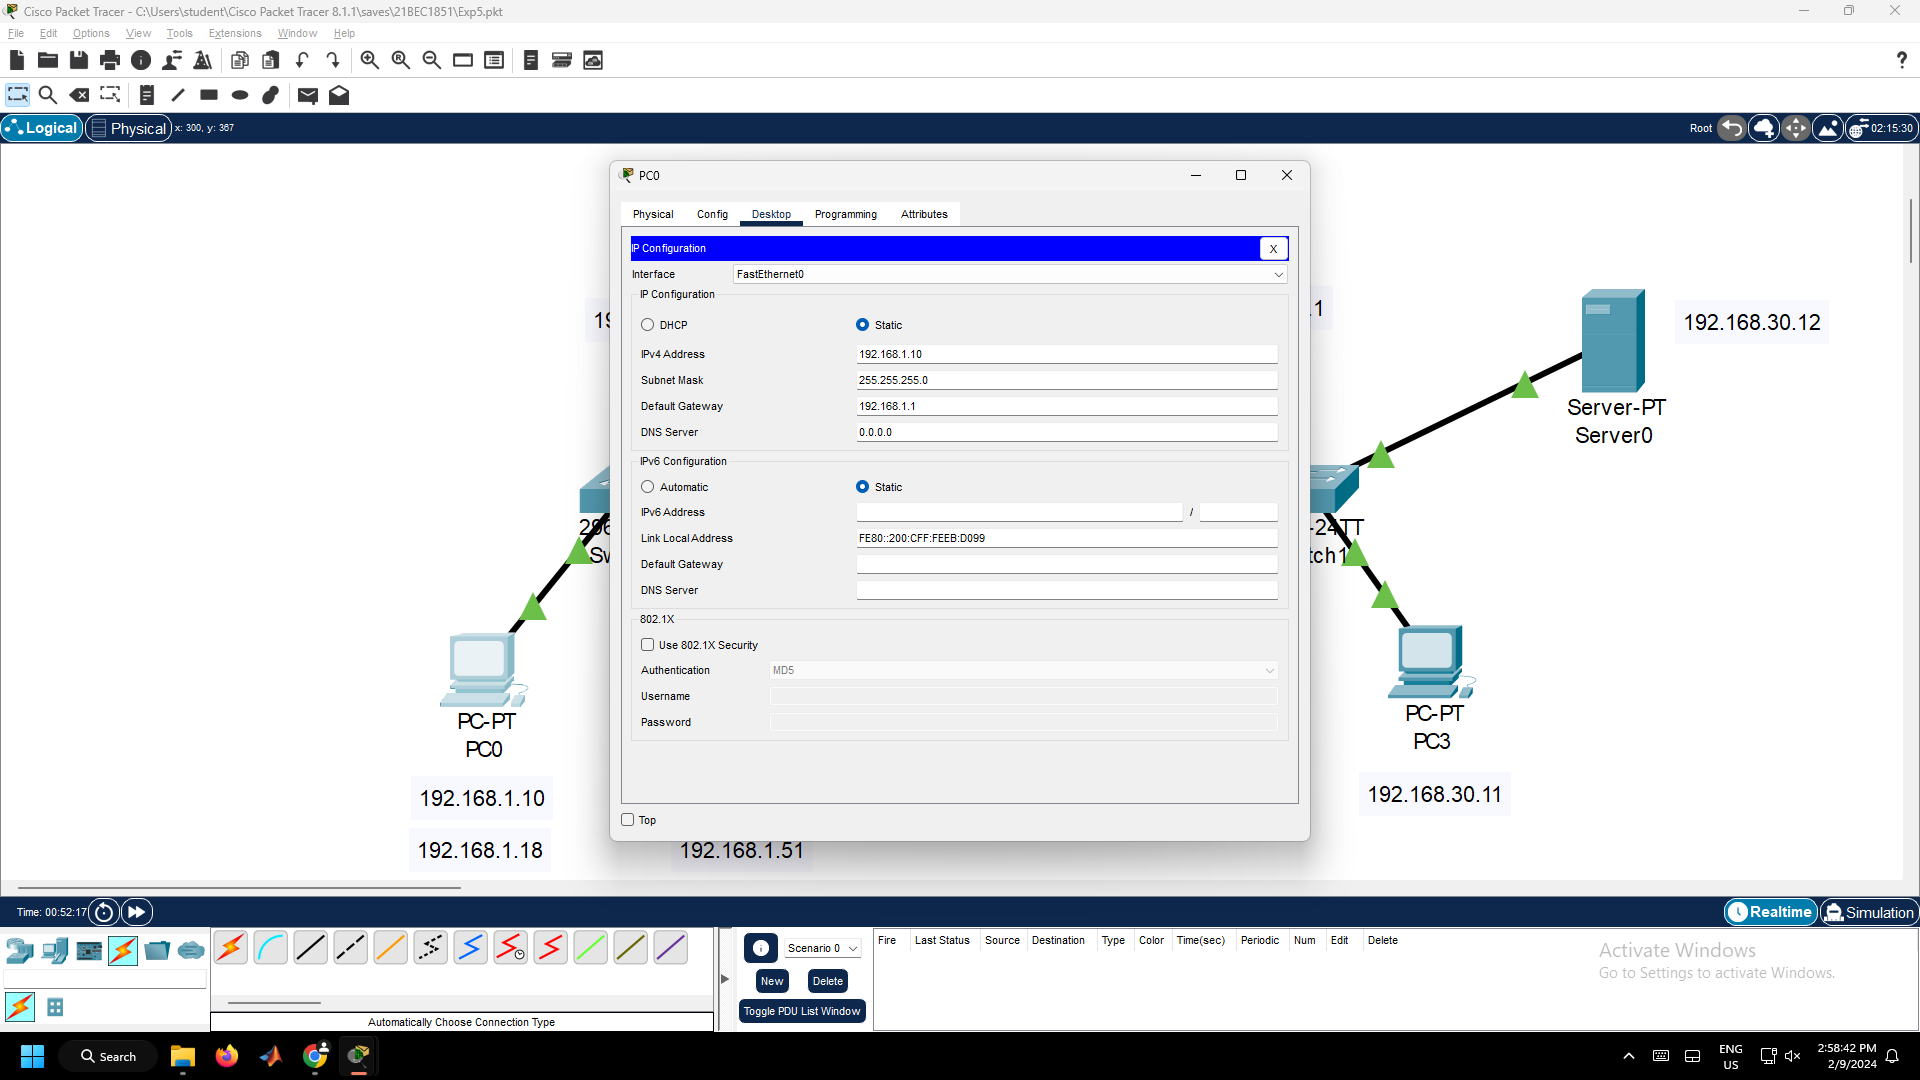 Cisco Packet Tracer - C:\Users\student\Cisco Packet Tracer 8.1.1\saves\21BEC1851\Exp5.pkt
File Edit Options View Tools Extensions Window Help
?
Logical Physical x: 300, y: 367
Root 02:15:30
PC0
Physical Config Desktop Programming Attributes
IP Configuration X
Interface FastEthernet0
IP Configuration
DHCP Static
IPv4 Address 192.168.1.10
Subnet Mask 255.255.255.0
Default Gateway 192.168.1.1
DNS Server 0.0.0.0
IPv6 Configuration
Automatic Static
IPv6 Address /
Link Local Address FE80::200:CFF:FEEB:D099
Default Gateway
DNS Server
802.1X
Use 802.1X Security
Authentication MD5
Username
Password
Top
19
.1
192.168.30.12
Server-PT
Server0
296
Sw
-24TT
tch1
PC-PT
PC0
192.168.1.10
192.168.1.18
192.168.1.51
PC-PT
PC3
192.168.30.11
Time: 00:52:17
Realtime Simulation
Scenario 0
New Delete
Toggle PDU List Window
Fire Last Status Source Destination Type Color Time(sec) Periodic Num Edit Delete
Automatically Choose Connection Type
Activate Windows
Go to Settings to activate Windows.
Search
ENG
US
2:58:42 PM
2/9/2024